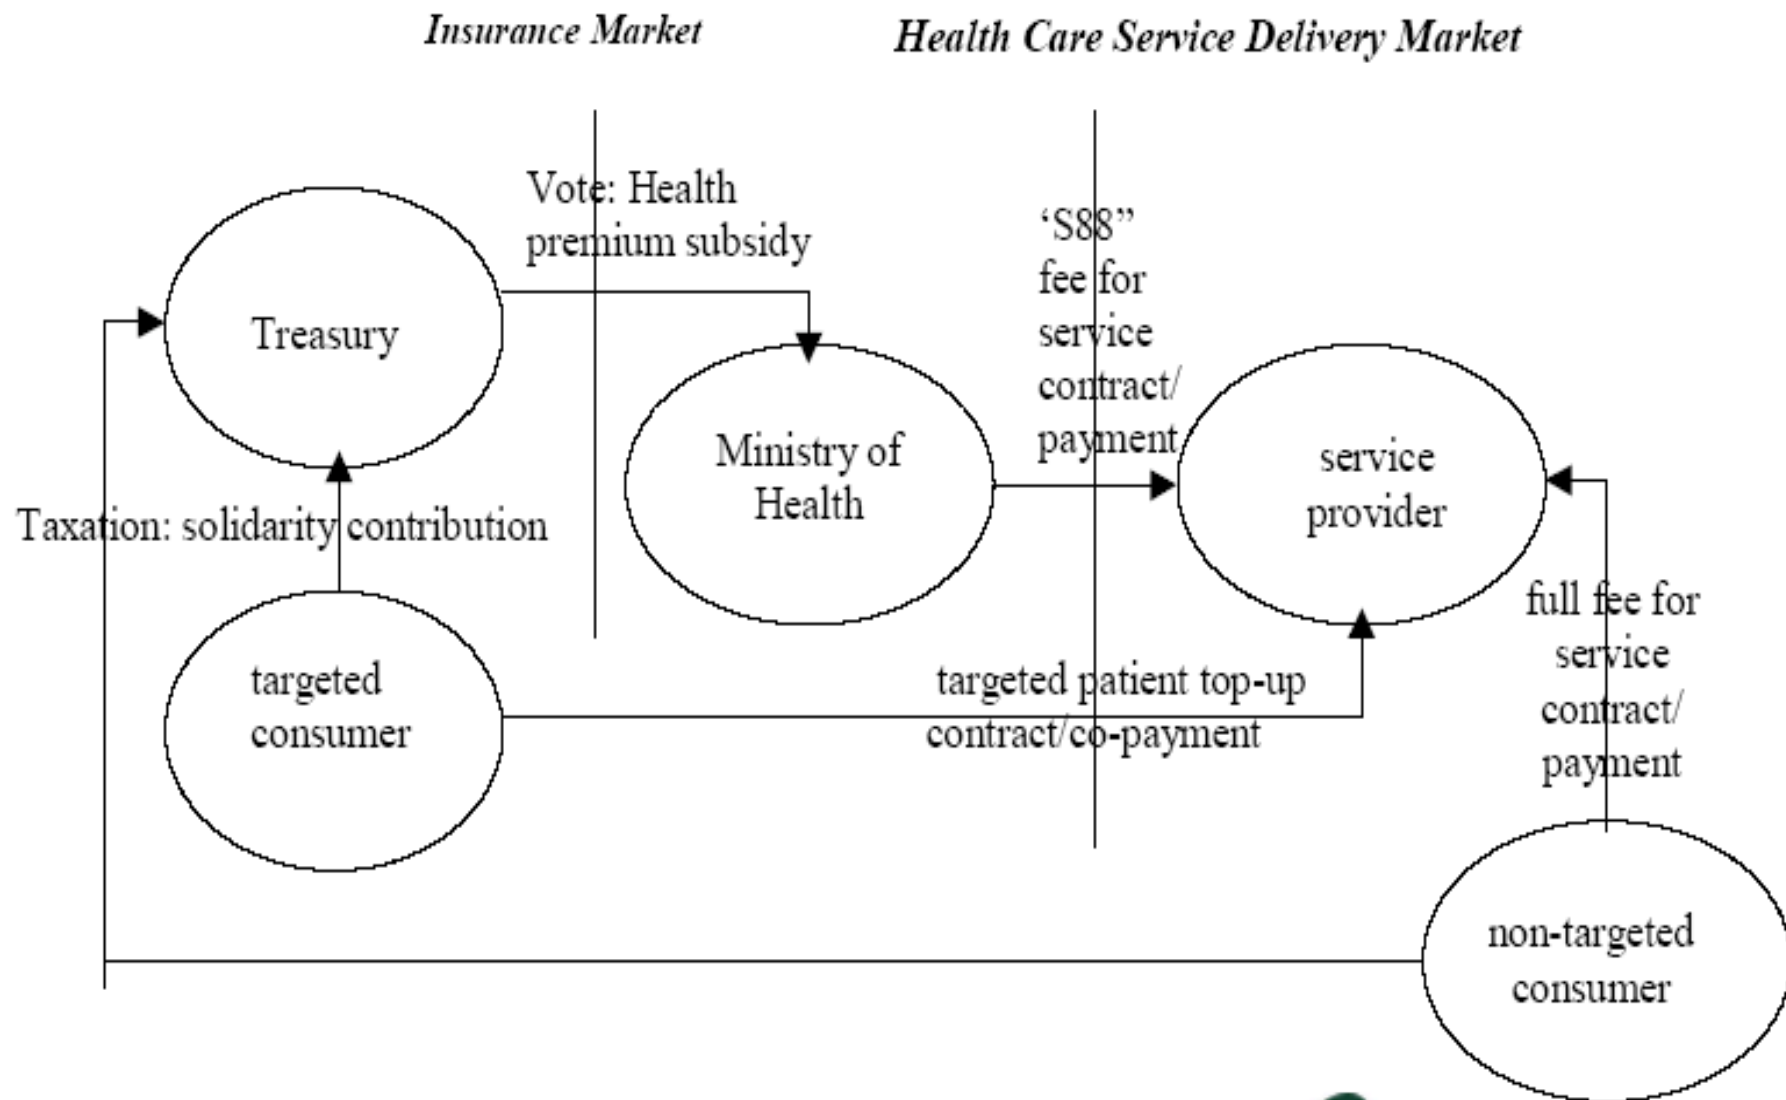 Insurance Market
Health Care Service Delivery Market
Vote: Health
premium subsidy
‘S88”
fee for
service
contract/
payment
Treasury
Ministry of
Health
service
provider
Taxation: solidarity contribution
full fee for
service
contract/
payment
targeted
consumer
targeted patient top-up
contract/co-payment
non-targeted
consumer